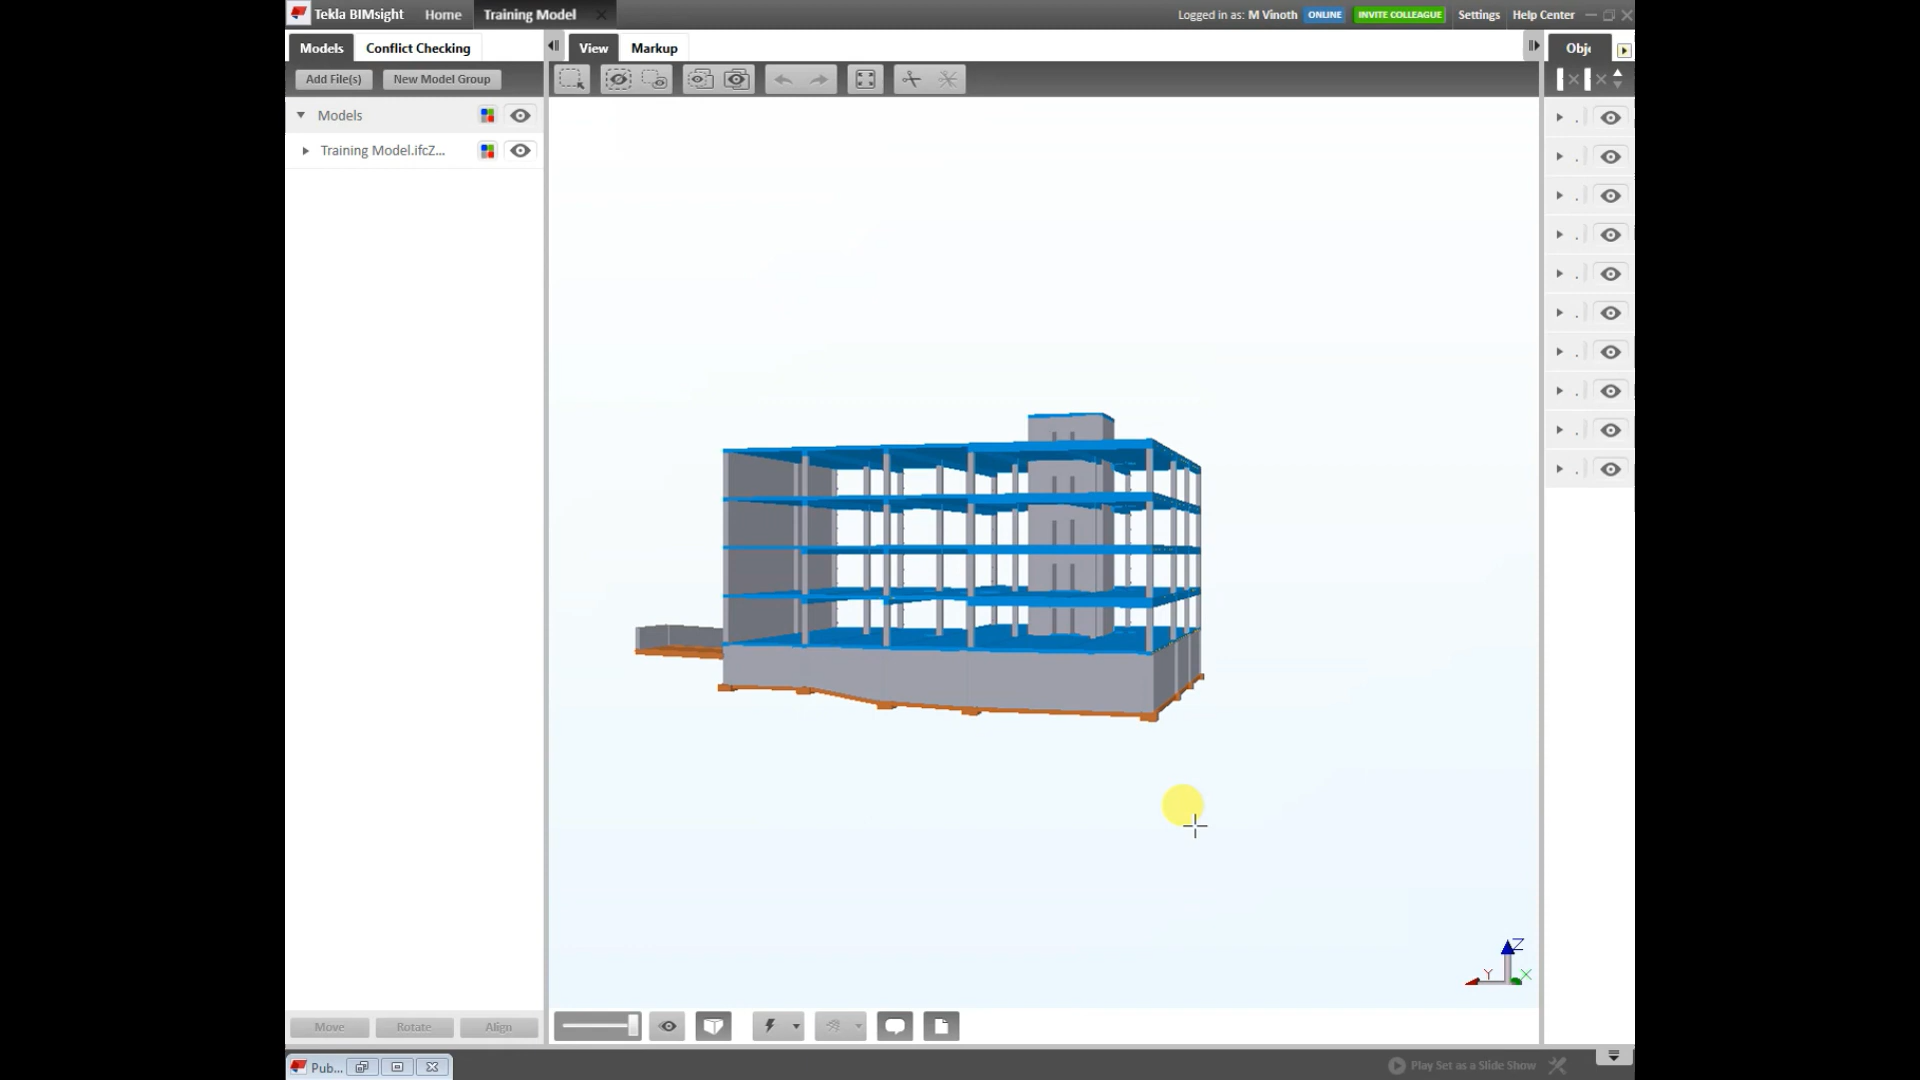 Tekla BIMsight Home Training Model Logged in as: M Vinoth ONLINE INVITE COLLEAGUE Settings Help Center
Models Conflict Checking View Markup Obj
Add File(s) New Model Group
Models
Training Model.ifcZ...
Z
Y X
Move Rotate Align
Pub... Play Set as a Slide Show